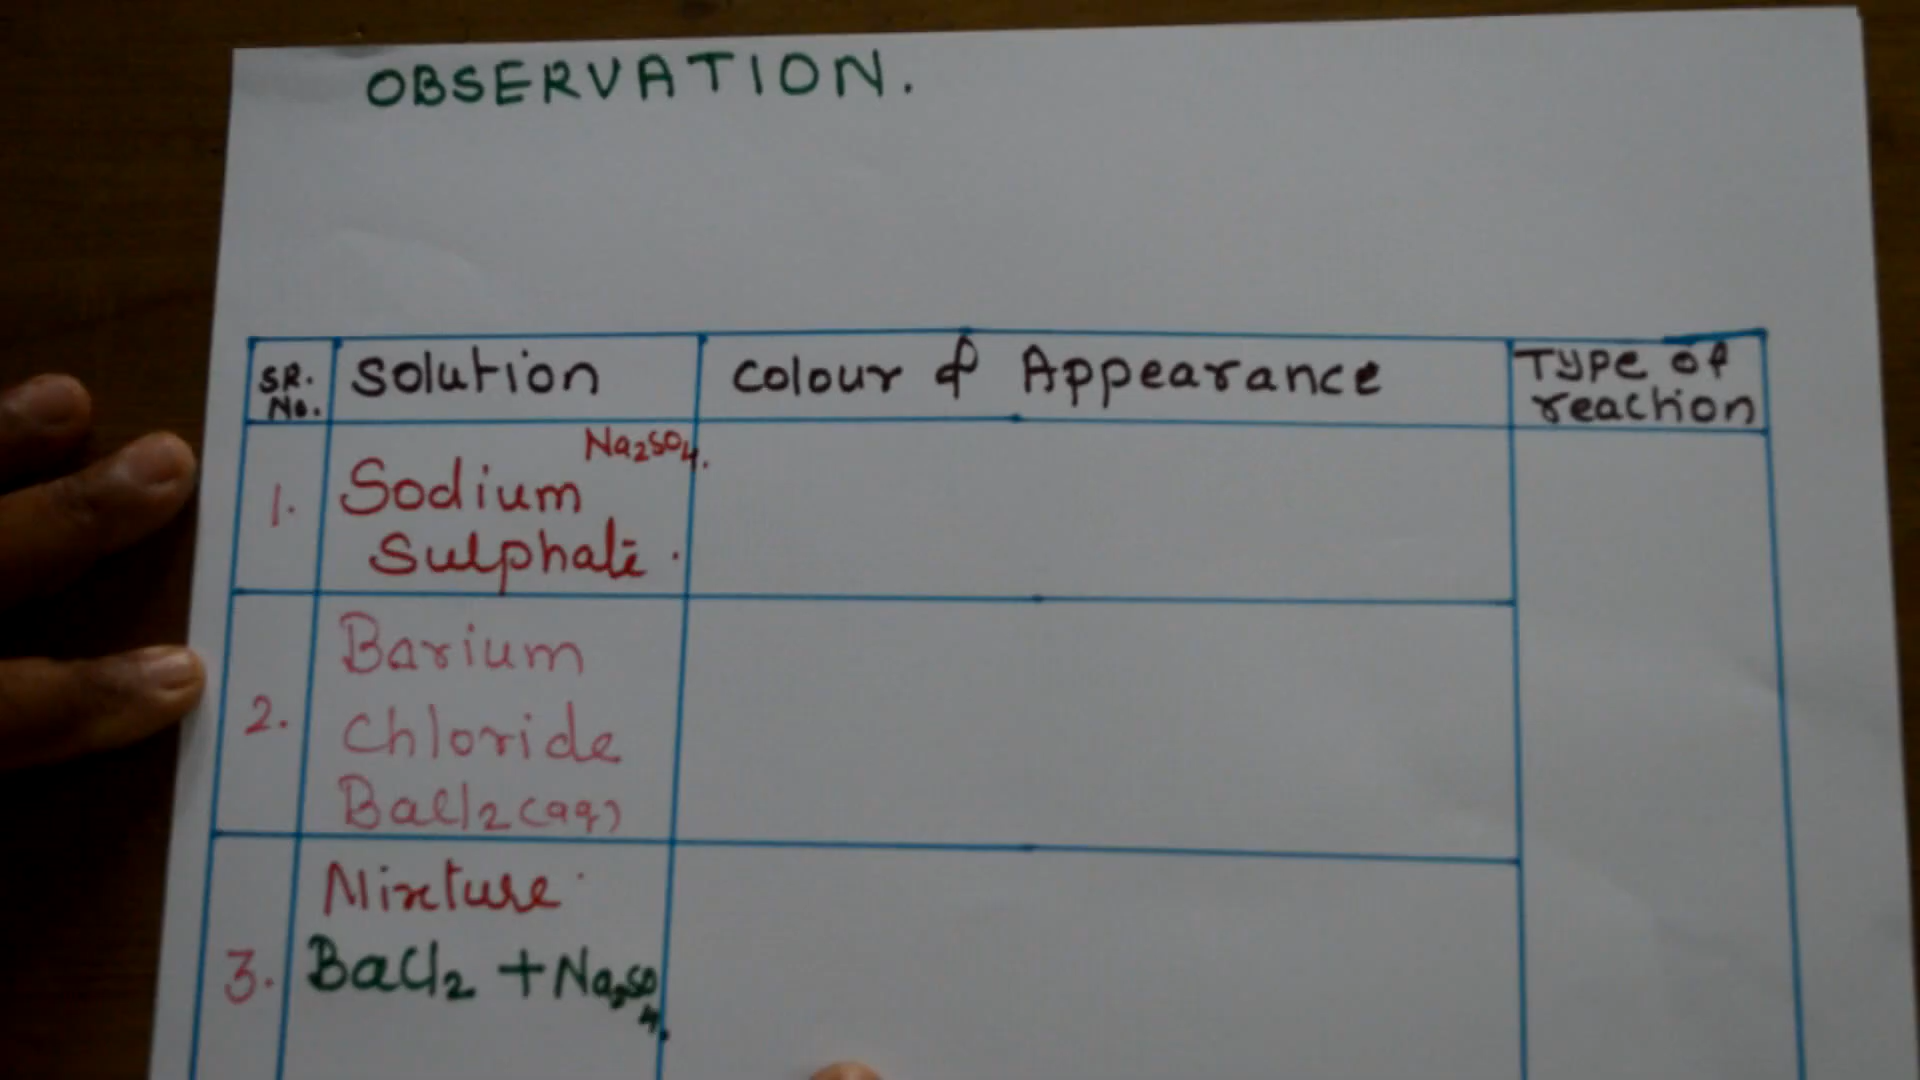 OBSERVATION.
SR. No.
Solution
Colour & Appearance
Type of reaction
1.
Na₂SO₄.
Sodium
Sulphate.
2.
Barium
Chloride
BaCl₂(aq)
3.
Mixture
BaCl₂ + Na₂SO₄.